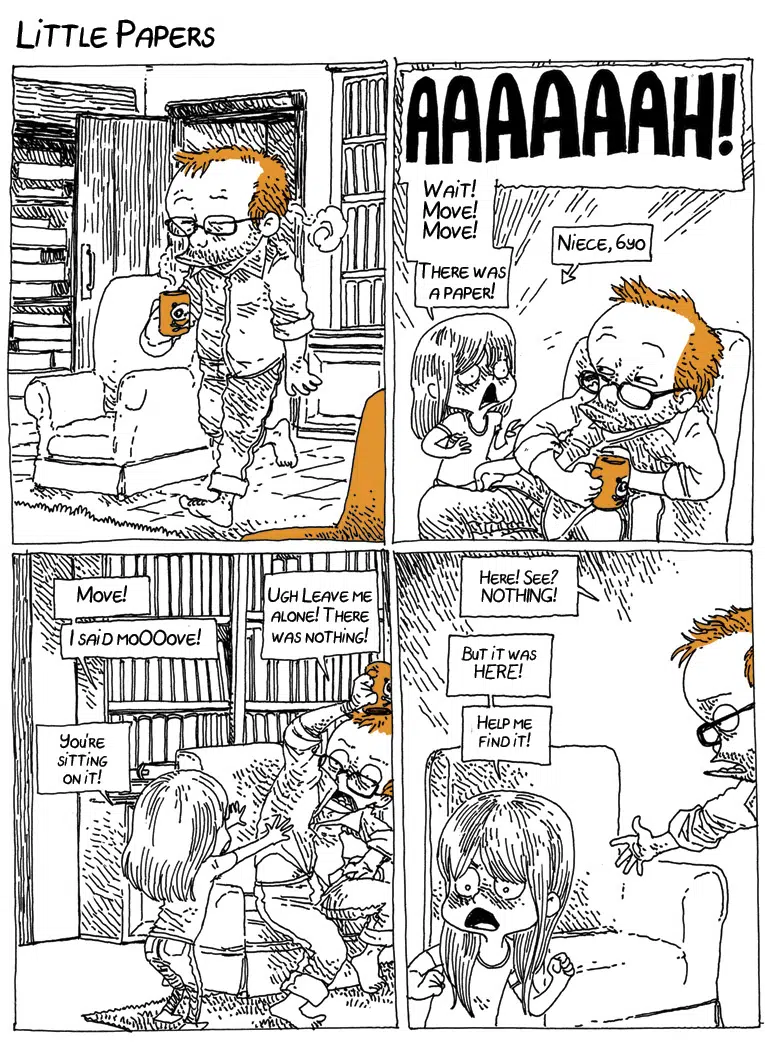 Little Papers
AAAAAAH!
Wait!
Move!
Move!
There was
a paper!
Niece, 6yo
Move!
I said moOOove!
Ugh Leave me
alone! There
was nothing!
You're
sitting
on it!
Here! See?
NOTHING!
But it was
HERE!
Help me
find it!